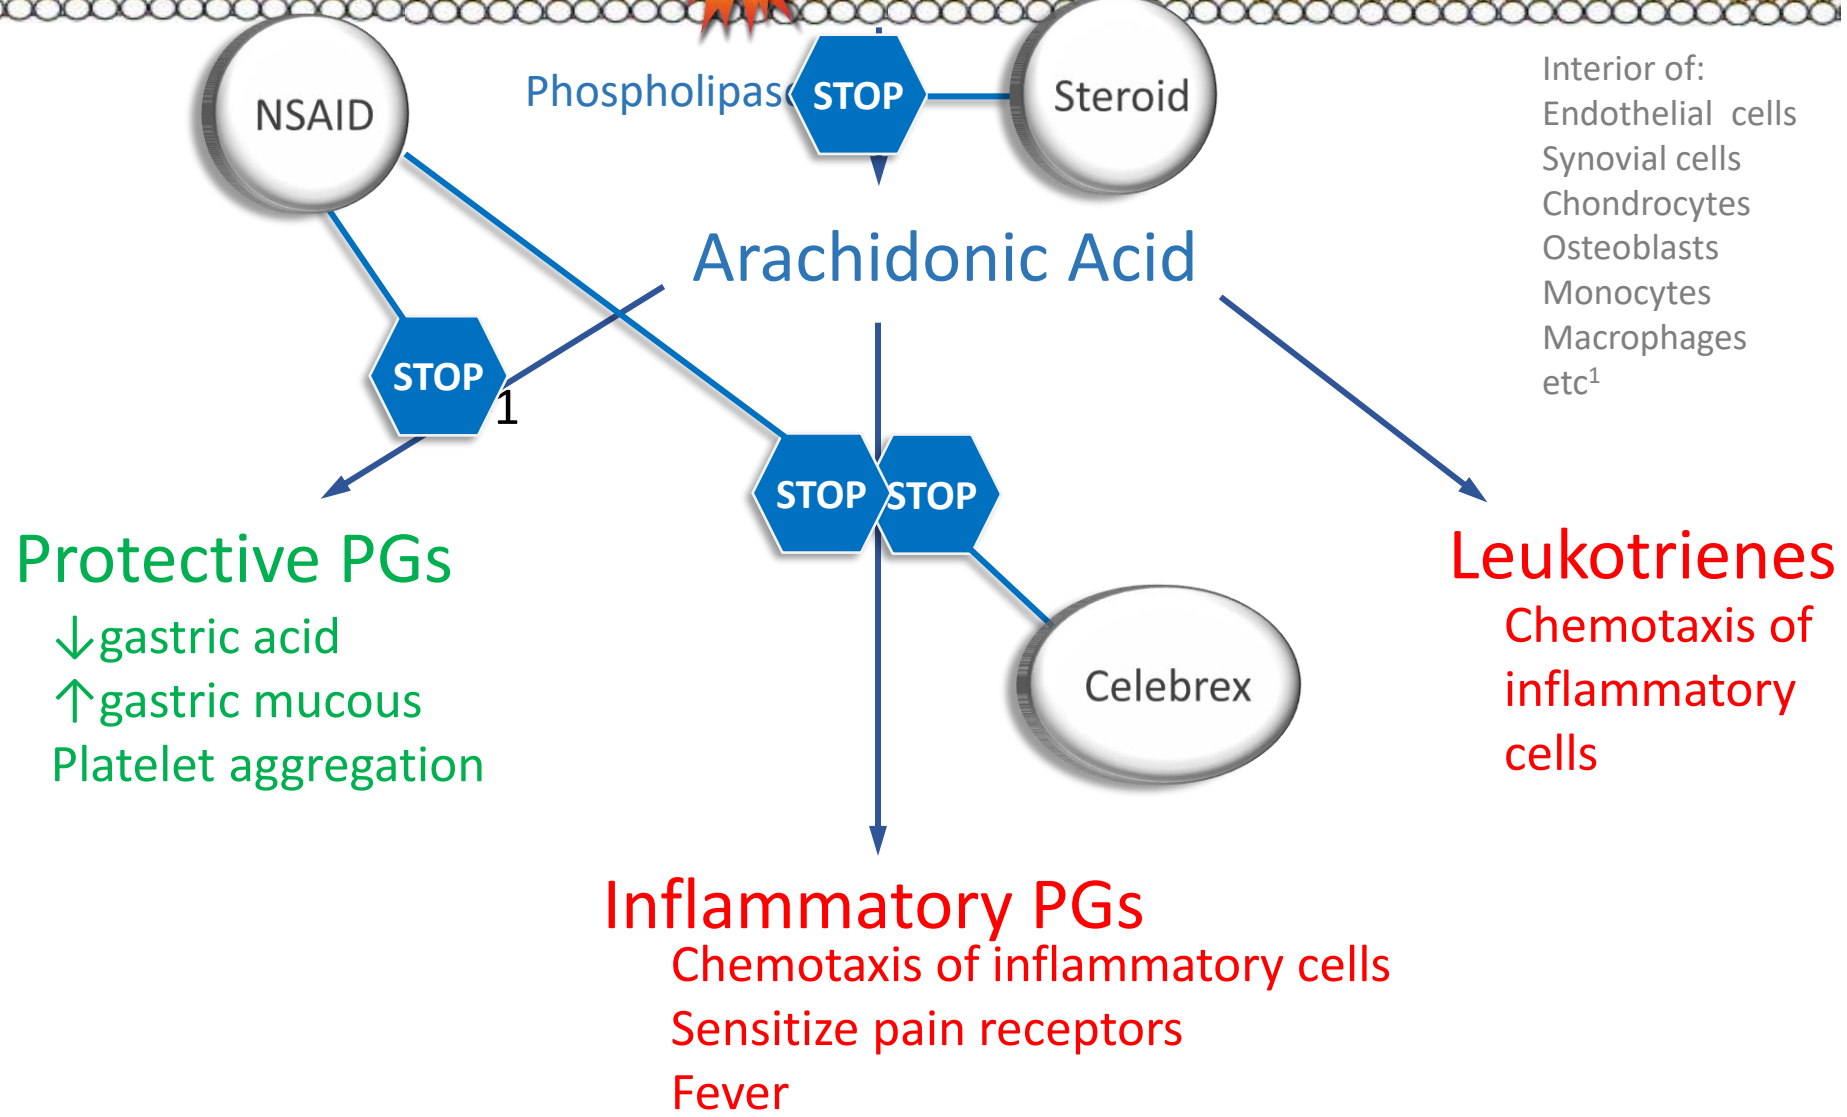 NSAID
Phospholipas
STOP
Steroid
Interior of:
Endothelial cells
Synovial cells
Chondrocytes
Osteoblasts
Monocytes
Macrophages
etc¹
Arachidonic Acid
STOP
1
STOP
STOP
Protective PGs
↓gastric acid
↑gastric mucous
Platelet aggregation
Leukotrienes
Chemotaxis of
inflammatory
cells
Celebrex
Inflammatory PGs
Chemotaxis of inflammatory cells
Sensitize pain receptors
Fever